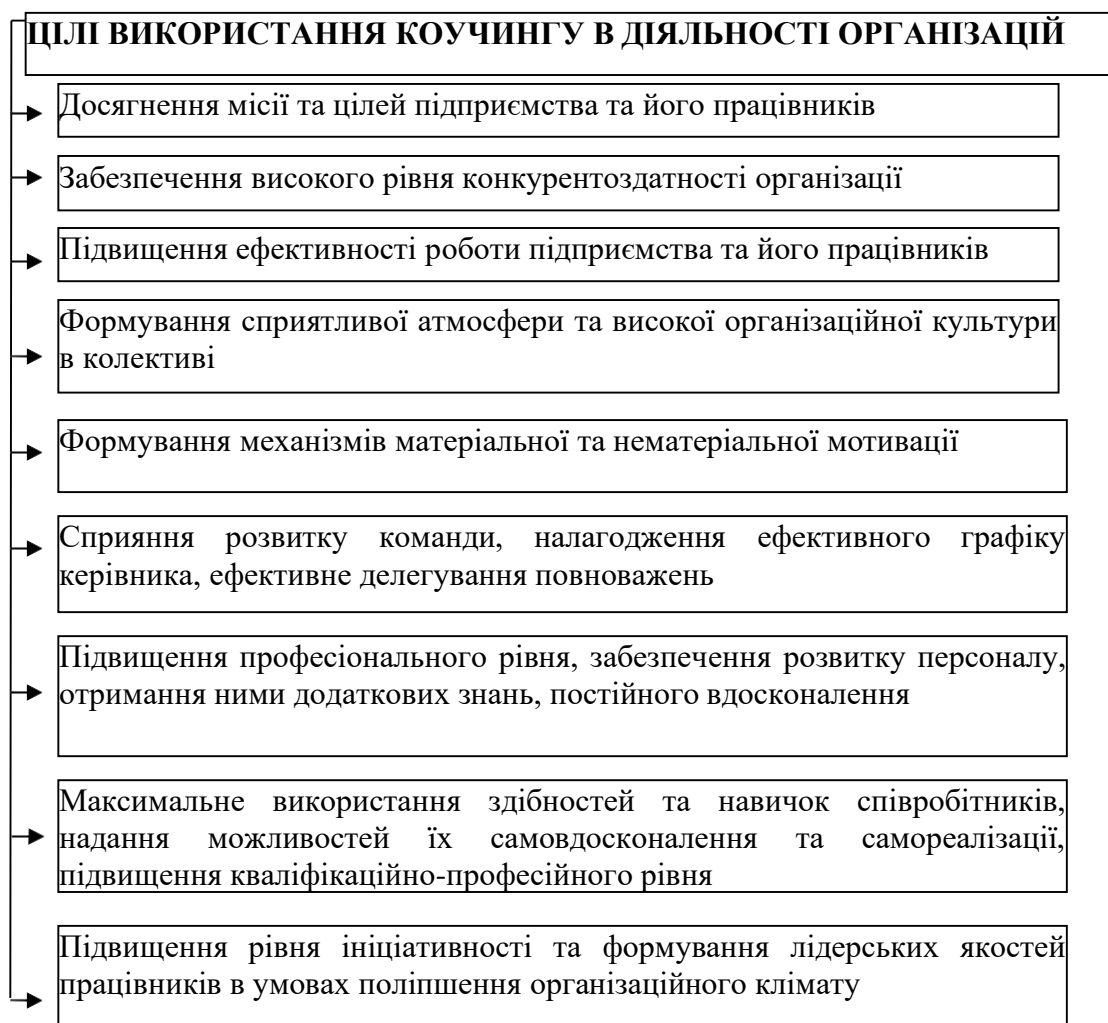 ЦІЛІ ВИКОРИСТАННЯ КОУЧИНГУ В ДІЯЛЬНОСТІ ОРГАНІЗАЦІЙ
Досягнення місії та цілей підприємства та його працівників
Забезпечення високого рівня конкурентоздатності організації
Підвищення ефективності роботи підприємства та його працівників
Формування сприятливої атмосфери та високої організаційної культури
в колективі
Формування механізмів матеріальної та нематеріальної мотивації
Сприяння розвитку команди, налагодження ефективного графіку
керівника, ефективне делегування повноважень
Підвищення професіонального рівня, забезпечення розвитку персоналу,
отримання ними додаткових знань, постійного вдосконалення
Максимальне використання здібностей та навичок співробітників,
надання можливостей їх самовдосконалення та самореалізації,
підвищення кваліфікаційно-професійного рівня
Підвищення рівня ініціативності та формування лідерських якостей
працівників в умовах поліпшення організаційного клімату